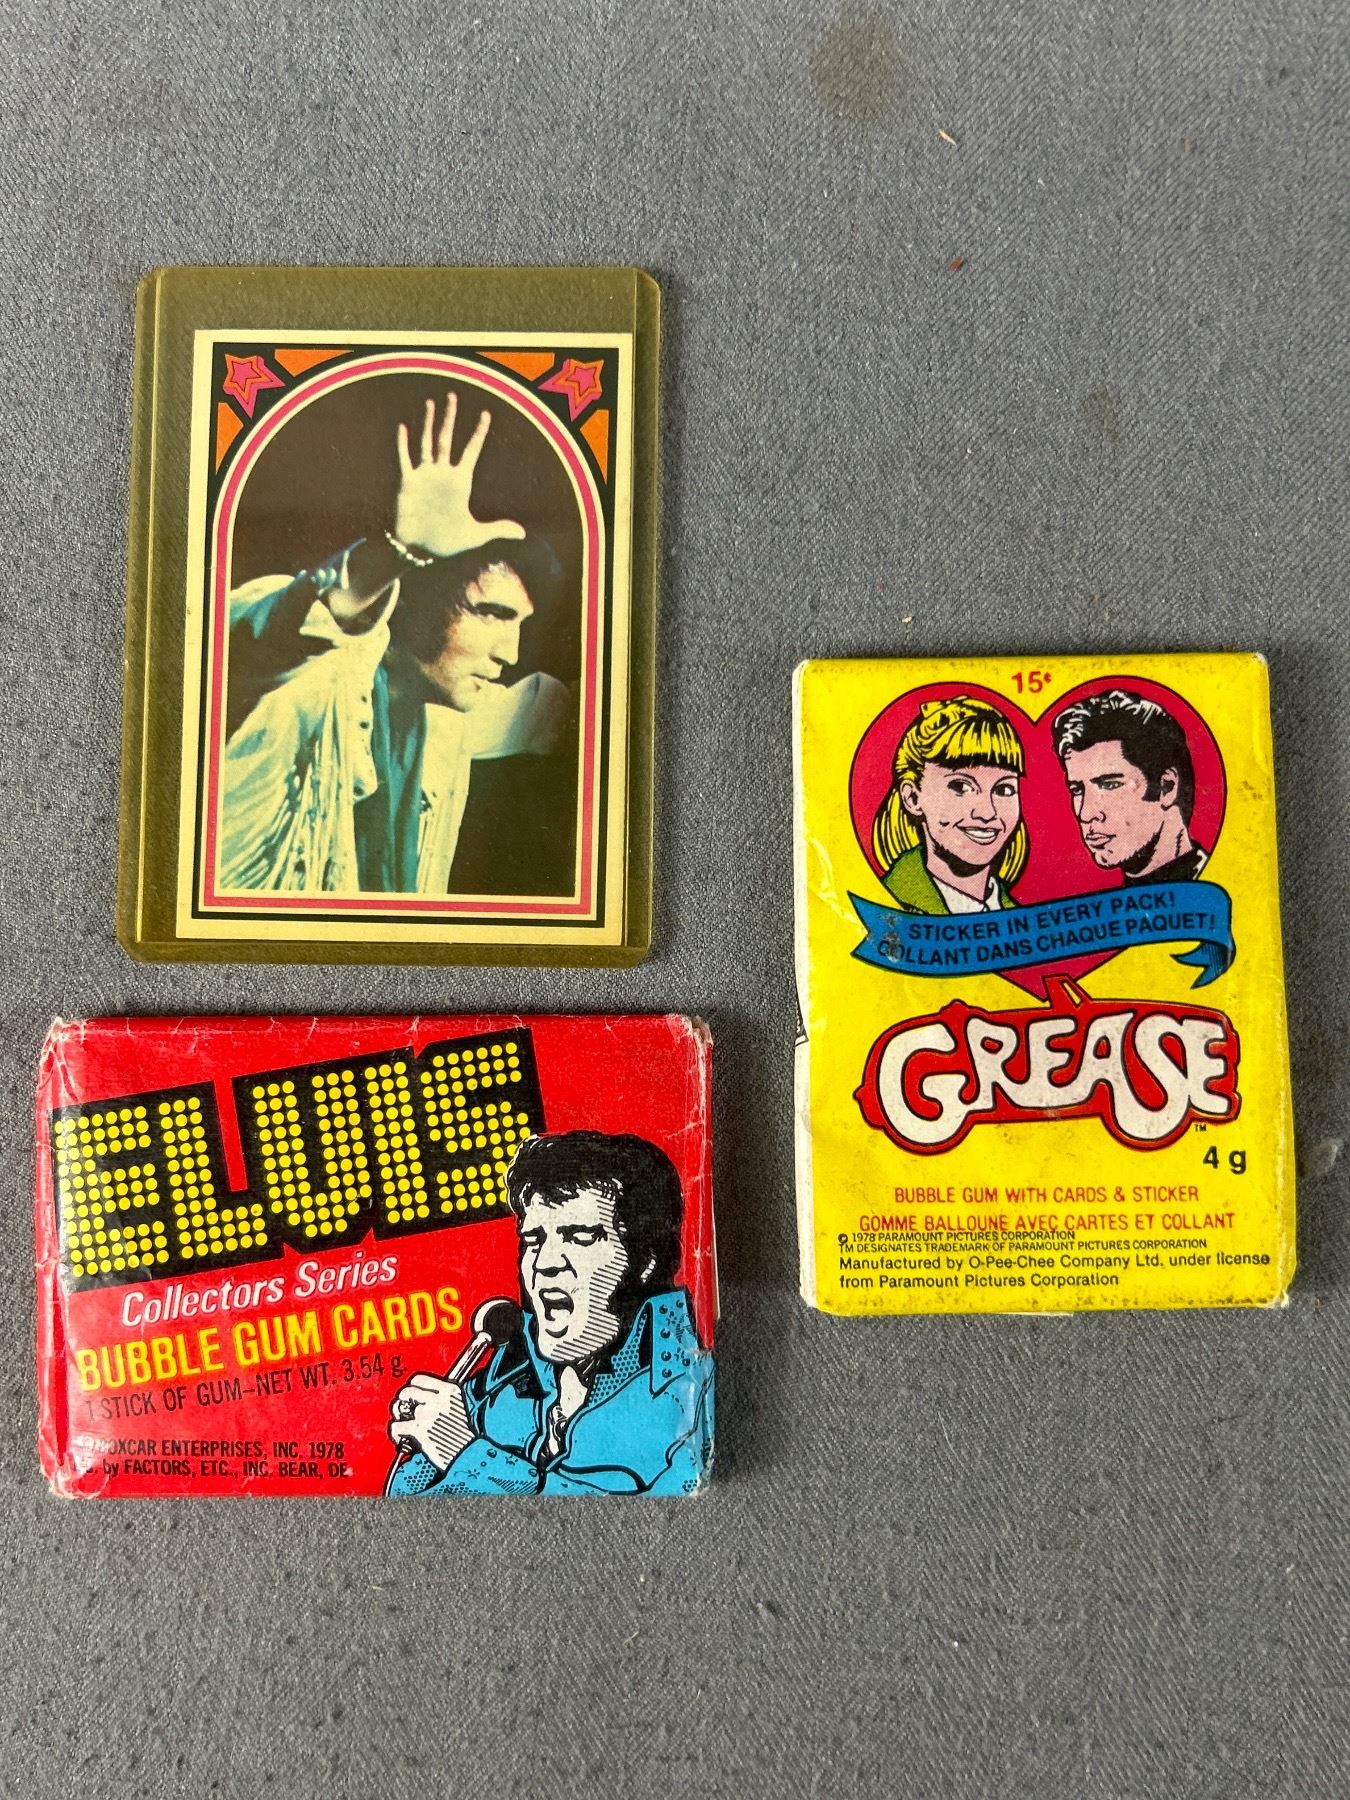 ELVIS
Collectors Series
BUBBLE GUM CARDS
1 STICK OF GUM-NET WT. 3.54 g.
BOXCAR ENTERPRISES, INC. 1978
by FACTORS, ETC., INC. BEAR, DE
15¢
STICKER IN EVERY PACK!
COLLANT DANS CHAQUE PAQUET!
GREASE
TM
4 g
BUBBLE GUM WITH CARDS & STICKER
GOMME BALLOUNE AVEC CARTES ET COLLANT
© 1978 PARAMOUNT PICTURES CORPORATION
TM DESIGNATES TRADEMARK OF PARAMOUNT PICTURES CORPORATION
Manufactured by O-Pee-Chee Company Ltd. under license
from Paramount Pictures Corporation